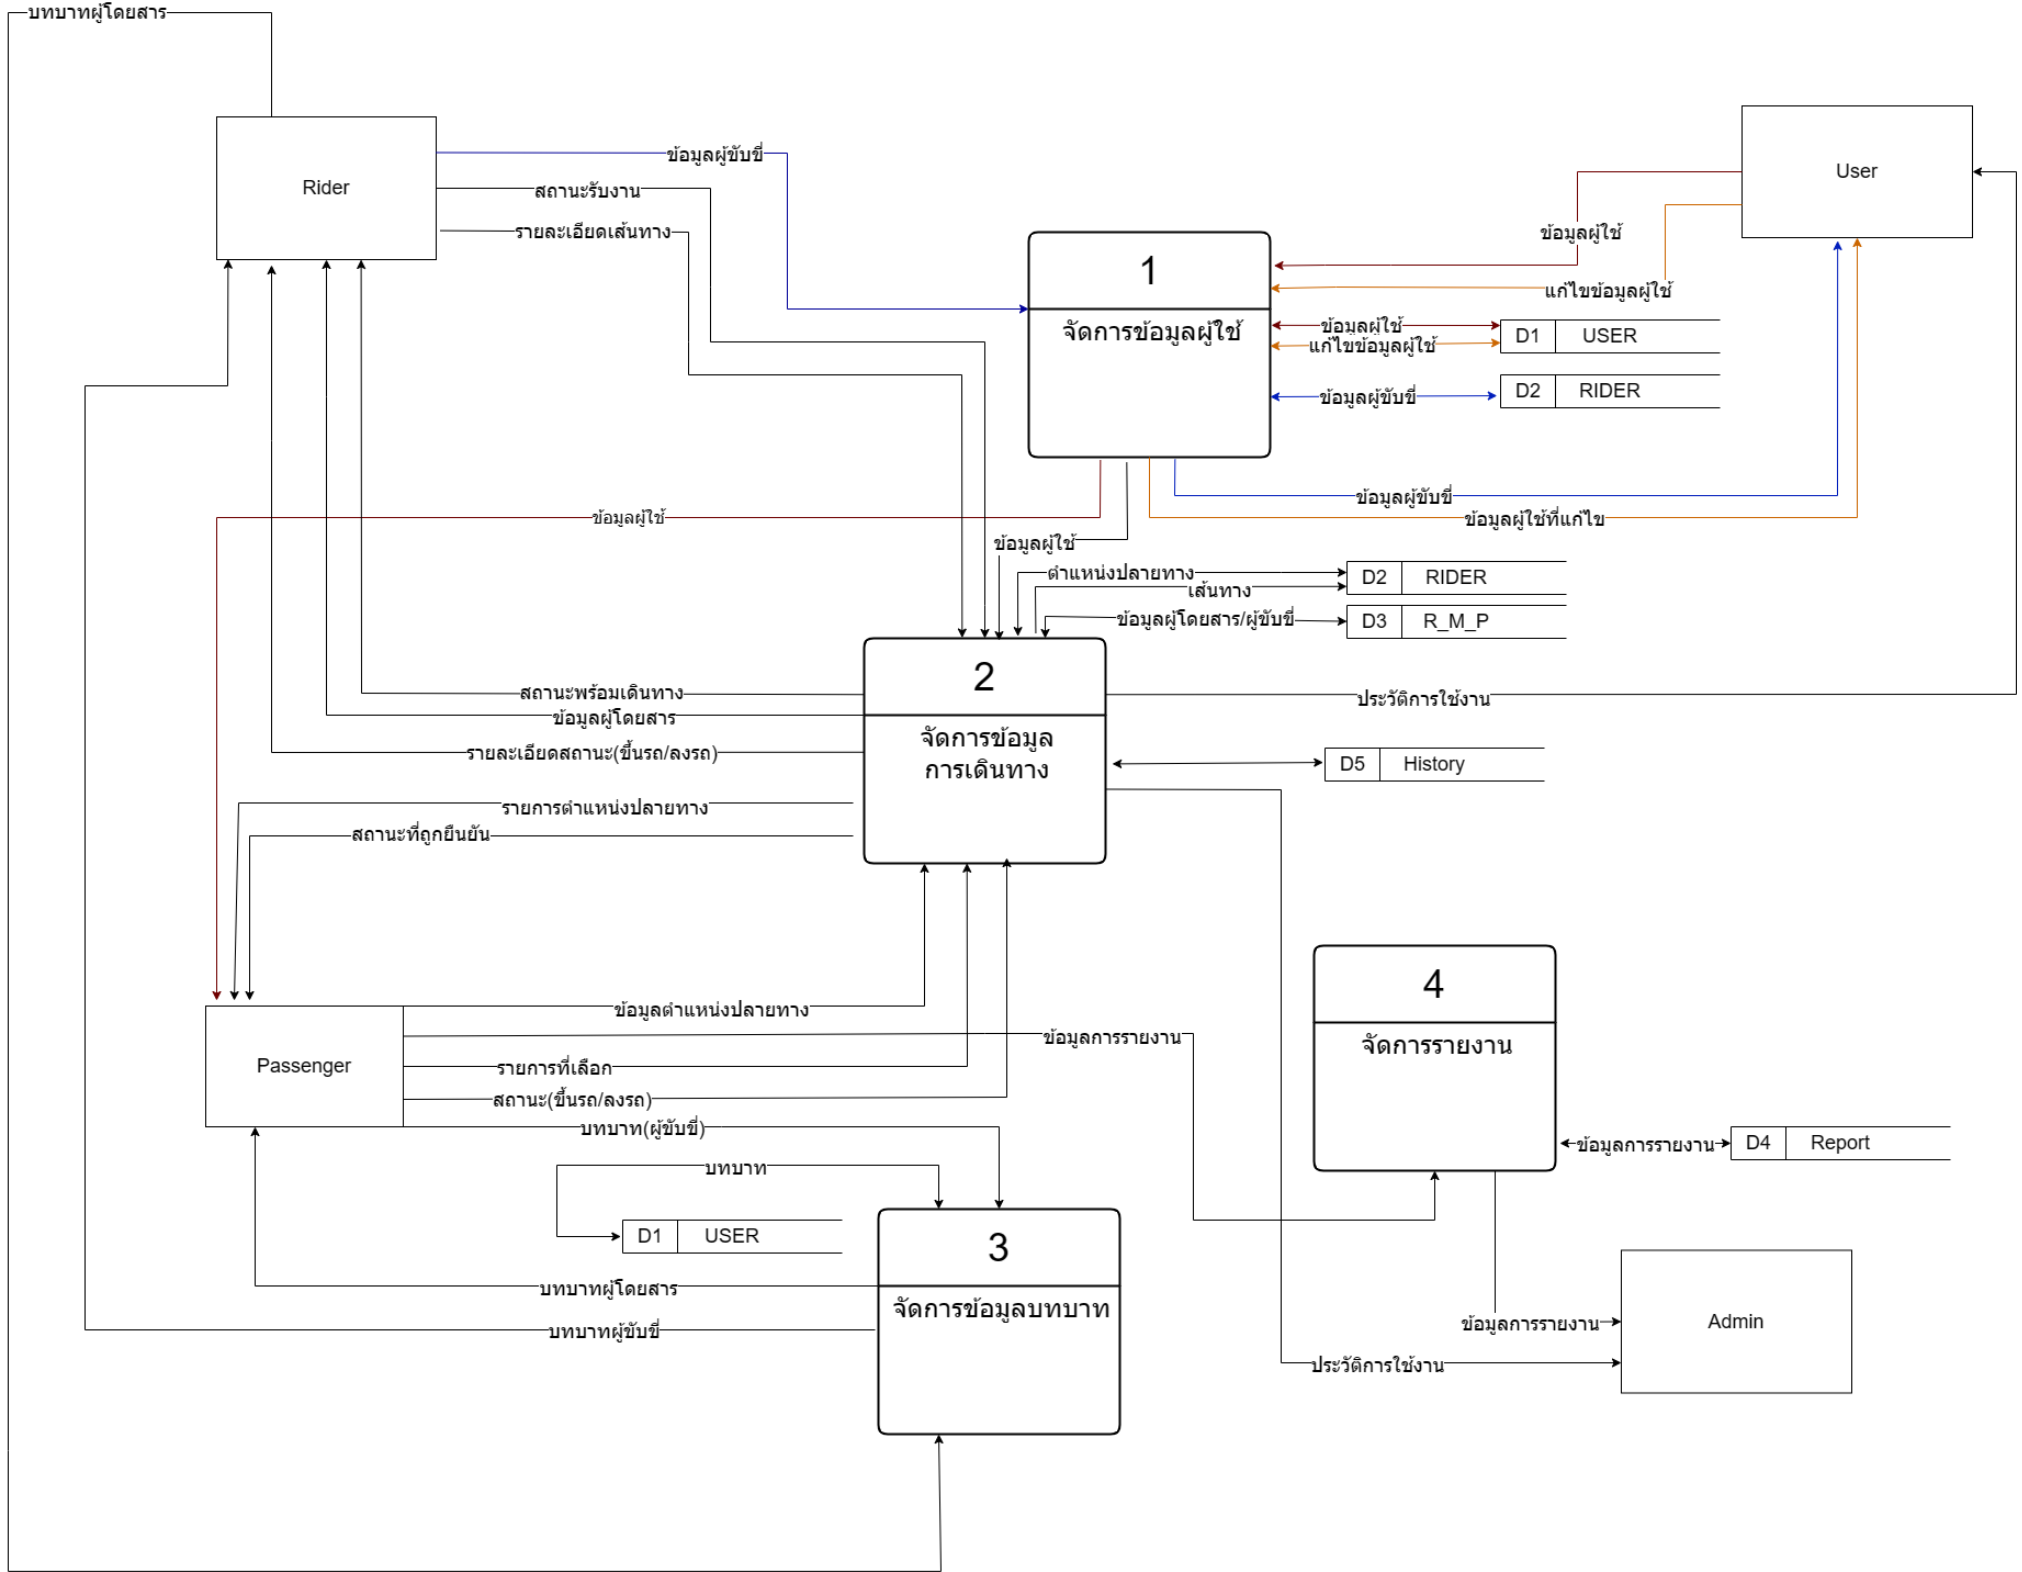 บทบาทผู้โดยสาร
Rider
ข้อมูลผู้ขับขี่
สถานะรับงาน
รายละเอียดเส้นทาง
User
ข้อมูลผู้ใช้
แก้ไขข้อมูลผู้ใช้
1
จัดการข้อมูลผู้ใช้
ข้อมูลผู้ใช้
แก้ไขข้อมูลผู้ใช้
D1 USER
ข้อมูลผู้ขับขี่
D2 RIDER
ข้อมูลผู้ขับขี่
ข้อมูลผู้ใช้
ข้อมูลผู้ใช้ที่แก้ไข
ข้อมูลผู้ใช้
ตำแหน่งปลายทาง
เส้นทาง
D2 RIDER
ข้อมูลผู้โดยสาร/ผู้ขับขี่
D3 R_M_P
2
จัดการข้อมูล
การเดินทาง
สถานะพร้อมเดินทาง
ข้อมูลผู้โดยสาร
รายละเอียดสถานะ(ขึ้นรถ/ลงรถ)
ประวัติการใช้งาน
D5 History
รายการตำแหน่งปลายทาง
สถานะที่ถูกยืนยัน
4
จัดการรายงาน
Passenger
ข้อมูลตำแหน่งปลายทาง
ข้อมูลการรายงาน
รายการที่เลือก
สถานะ(ขึ้นรถ/ลงรถ)
บทบาท(ผู้ขับขี่)
ข้อมูลการรายงาน
D4 Report
บทบาท
D1 USER
3
จัดการข้อมูลบทบาท
บทบาทผู้โดยสาร
บทบาทผู้ขับขี่
ข้อมูลการรายงาน
Admin
ประวัติการใช้งาน